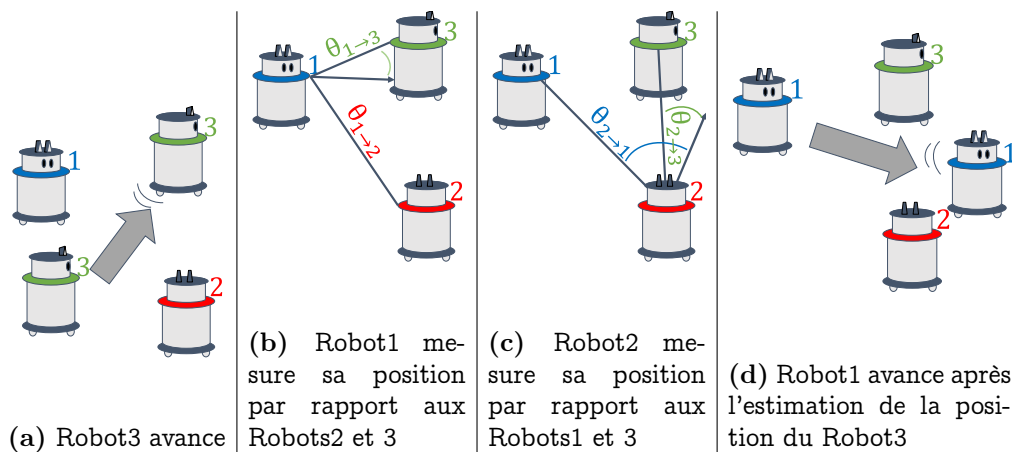 1
3
3
2
(a) Robot3 avance
1
3
θ1→3
θ1→2
2
(b) Robot1 me-
sure sa position
par rapport aux
Robots2 et 3
1
3
θ2→1
θ2→3
2
(c) Robot2 me-
sure sa position
par rapport aux
Robots1 et 3
1
3
1
2
(d) Robot1 avance après
l'estimation de la posi-
tion du Robot3